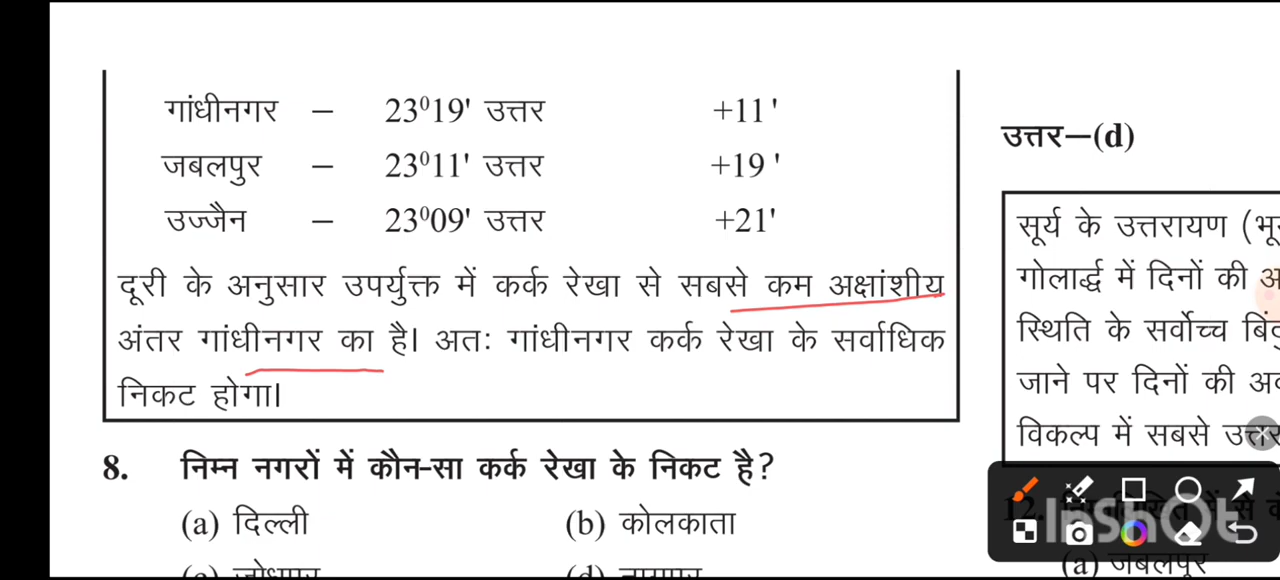 गांधीनगर – 23⁰19' उत्तर +11'
जबलपुर – 23⁰11' उत्तर +19'
उज्जैन – 23⁰09' उत्तर +21'
दूरी के अनुसार उपर्युक्त में कर्क रेखा से सबसे कम अक्षांशीय
अंतर गांधीनगर का है। अतः गांधीनगर कर्क रेखा के सर्वाधिक
निकट होगा।
8. निम्न नगरों में कौन-सा कर्क रेखा के निकट है?
(a) दिल्ली (b) कोलकाता
उत्तर–(d)
सूर्य के उत्तरायण
गोलार्द्ध में दिनों की
स्थिति के सर्वोच्च
जाने पर दिनों की
विकल्प में सबसे
12.
(a) जबलपुर
InShOt